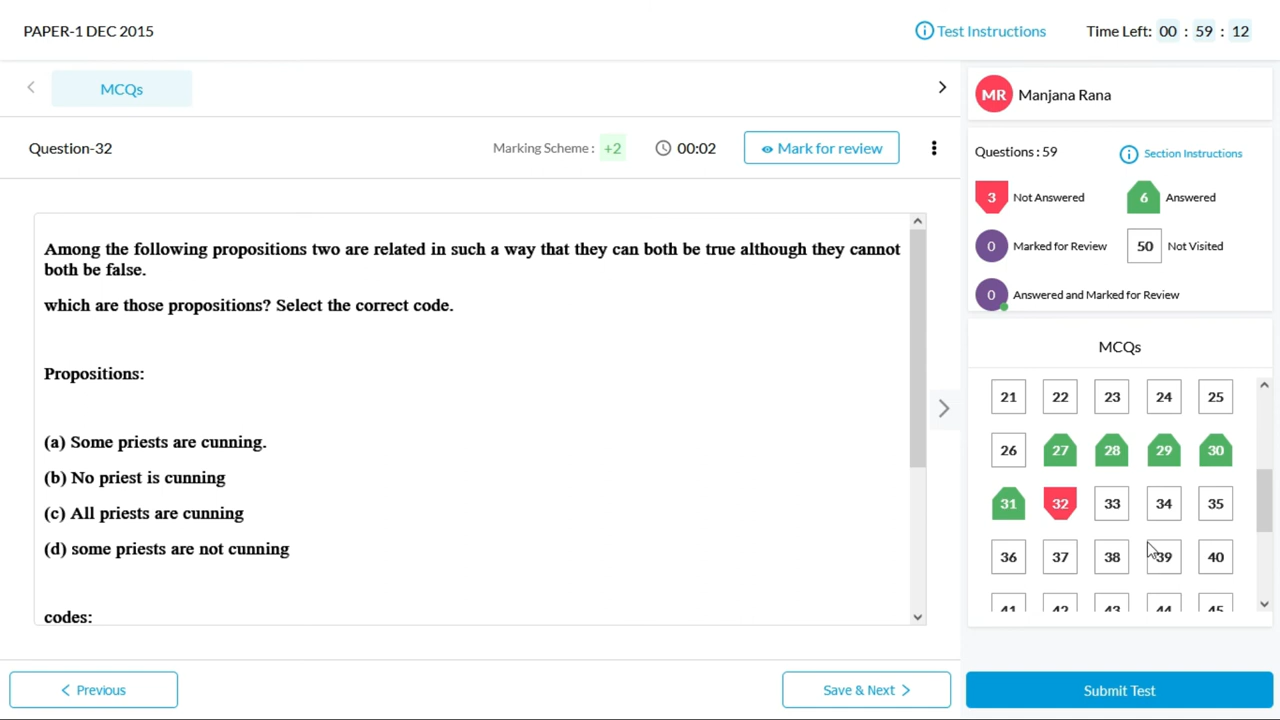 PAPER-1 DEC 2015
Test Instructions
Time Left: 00 : 59 : 12
MCQs
MR Manjana Rana
Question-32
Marking Scheme : +2
00:02
Mark for review
Questions : 59
Section Instructions
3 Not Answered
6 Answered
0 Marked for Review
50 Not Visited
0 Answered and Marked for Review
Among the following propositions two are related in such a way that they can both be true although they cannot
both be false.
which are those propositions? Select the correct code.
Propositions:
(a) Some priests are cunning.
(b) No priest is cunning
(c) All priests are cunning
(d) some priests are not cunning
codes:
MCQs
21 22 23 24 25
26 27 28 29 30
31 32 33 34 35
36 37 38 39 40
41 42 43 44 45
Previous
Save & Next
Submit Test